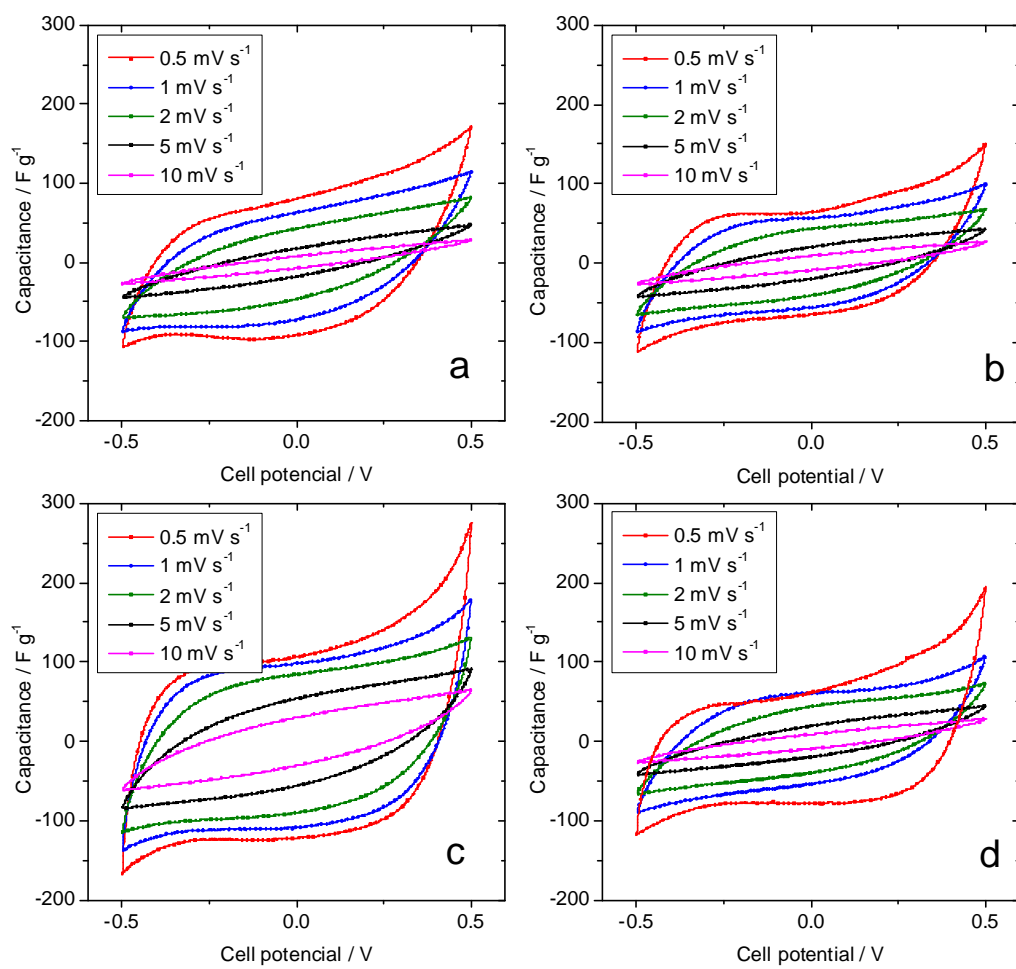 300
200
100
0
-100
-200
Capacitance / F g⁻¹
0.5 mV s⁻¹
1 mV s⁻¹
2 mV s⁻¹
5 mV s⁻¹
10 mV s⁻¹
a
-0.5
0.0
0.5
Cell potencial / V
300
200
100
0
-100
-200
Capacitance / F g⁻¹
0.5 mV s⁻¹
1 mV s⁻¹
2 mV s⁻¹
5 mV s⁻¹
10 mV s⁻¹
b
-0.5
0.0
0.5
Cell potential / V
300
200
100
0
-100
-200
Capacitance / F g⁻¹
0.5 mV s⁻¹
1 mV s⁻¹
2 mV s⁻¹
5 mV s⁻¹
10 mV s⁻¹
c
-0.5
0.0
0.5
Cell potencial / V
300
200
100
0
-100
-200
Capacitance / F g⁻¹
0.5 mV s⁻¹
1 mV s⁻¹
2 mV s⁻¹
5 mV s⁻¹
10 mV s⁻¹
d
-0.5
0.0
0.5
Cell potential / V